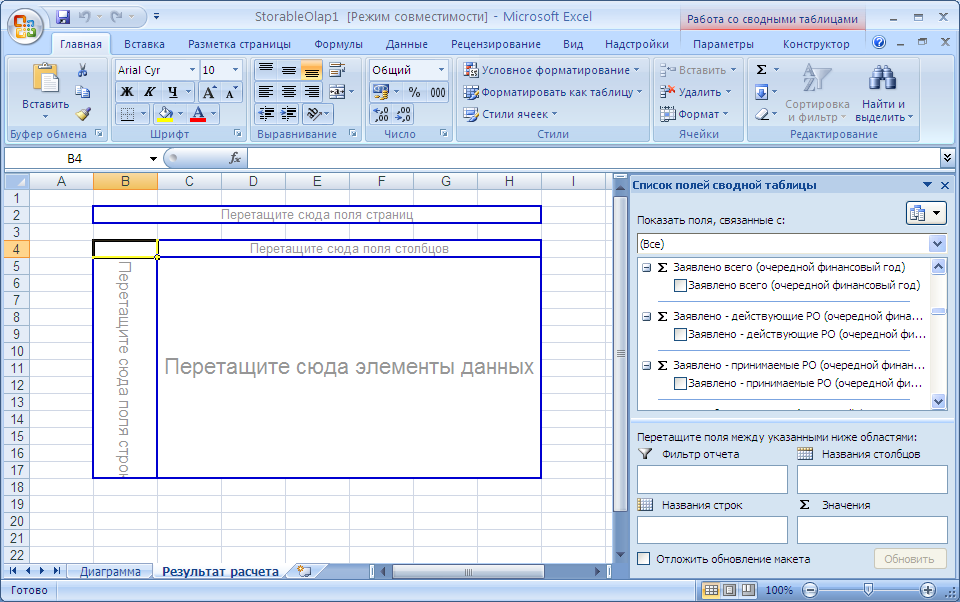 StorableOlap1 [Режим совместимости] - Microsoft Excel
Работа со сводными таблицами
Главная Вставка Разметка страницы Формулы Данные Рецензирование Вид Надстройки Параметры Конструктор
Вставить
Буфер обмена
Arial Cyr 10
Ж К Ч
Шрифт
Выравнивание
Общий
% 000
Число
Условное форматирование
Форматировать как таблицу
Стили ячеек
Стили
Вставить
Удалить
Формат
Ячейки
Сортировка и фильтр
Найти и выделить
Редактирование
B4 fx
A B C D E F G H I
1
2 Перетащите сюда поля страниц
3
4 Перетащите сюда поля столбцов
5
6
7
8
9
10
11
12
13
14
15
16
17
18
19
20
21
22
Перетащите сюда поля строк
Перетащите сюда элементы данных
Диаграмма Результат расчета
Список полей сводной таблицы
Показать поля, связанные с:
(Все)
Σ Заявлено всего (очередной финансовый год)
Заявлено всего (очередной финансовый год)
Σ Заявлено - действующие РО (очередной фина...
Заявлено - действующие РО (очередной фи...
Σ Заявлено - принимаемые РО (очередной финан...
Заявлено - принимаемые РО (очередной фи...
Перетащите поля между указанными ниже областями:
Фильтр отчета Названия столбцов
Названия строк Σ Значения
Отложить обновление макета Обновить
Готово 100%